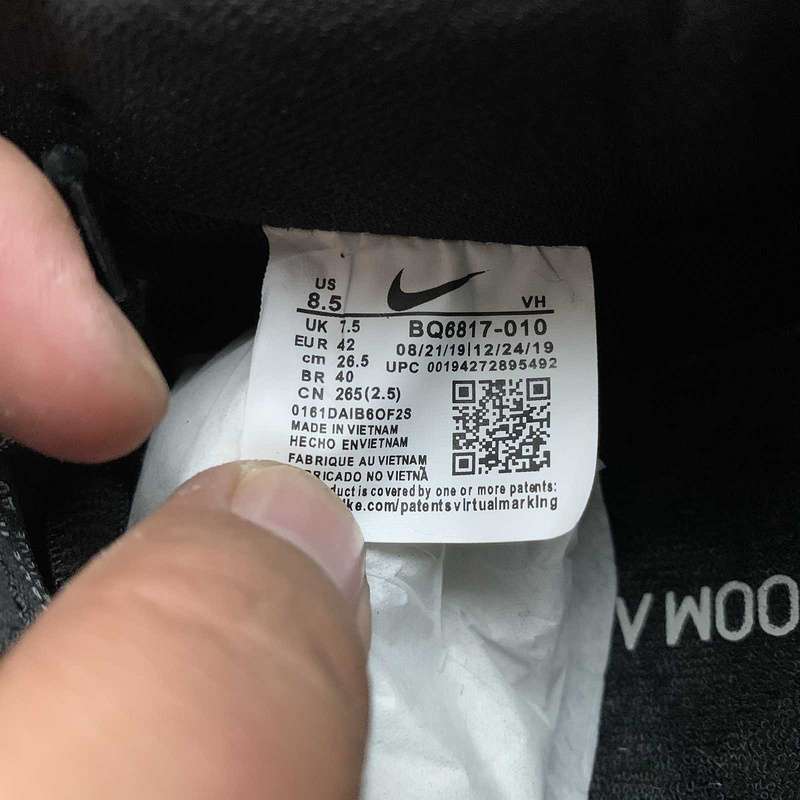 US
8.5
VH
UK 7.5
BQ6817-010
EUR 42
08/21/19|12/24/19
cm 26.5
UPC 00194272895492
BR 40
CN 265(2.5)
0161DAIB6OF2S
MADE IN VIETNAM
HECHO ENVIETNAM
FABRIQUE AU VIETNAM
RICADO NO VIETNÃ
duct is covered by one or more patents:
ke.com/patentsvirtualmarking
OOM